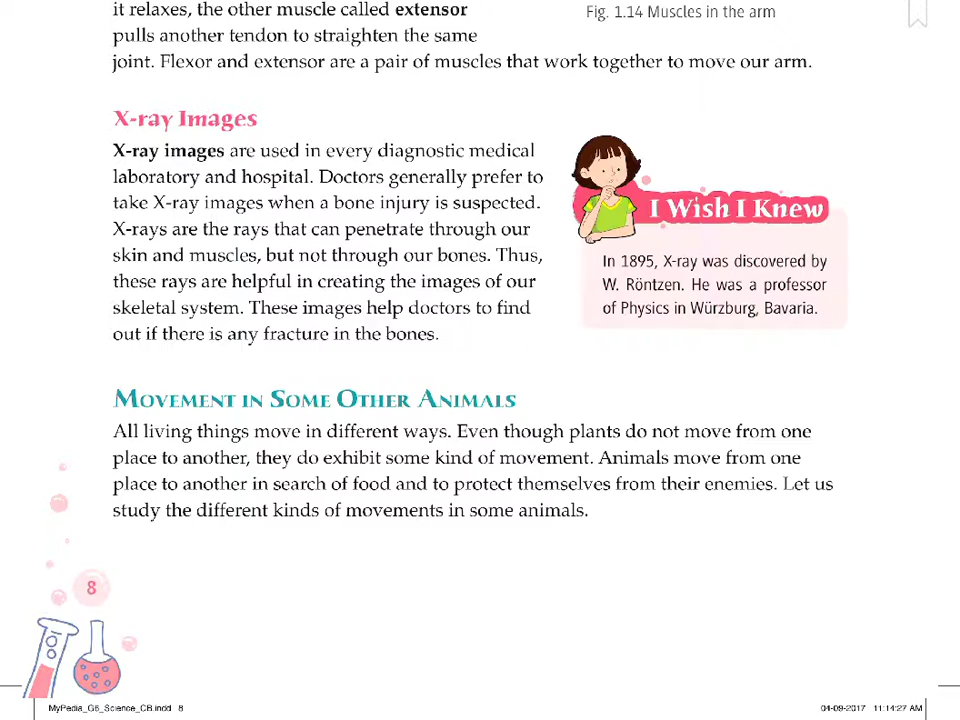 it relaxes, the other muscle called extensor
pulls another tendon to straighten the same
joint. Flexor and extensor are a pair of muscles that work together to move our arm.
Fig. 1.14 Muscles in the arm
X-ray Images
X-ray images are used in every diagnostic medical
laboratory and hospital. Doctors generally prefer to
take X-ray images when a bone injury is suspected.
X-rays are the rays that can penetrate through our
skin and muscles, but not through our bones. Thus,
these rays are helpful in creating the images of our
skeletal system. These images help doctors to find
out if there is any fracture in the bones.
I Wish I Knew
In 1895, X-ray was discovered by
W. Röntzen. He was a professor
of Physics in Würzburg, Bavaria.
MOVEMENT IN SOME OTHER ANIMALS
All living things move in different ways. Even though plants do not move from one
place to another, they do exhibit some kind of movement. Animals move from one
place to another in search of food and to protect themselves from their enemies. Let us
study the different kinds of movements in some animals.
8
MyPedia_G6_Science_CB.indd 8
04-09-2017 11:14:27 AM